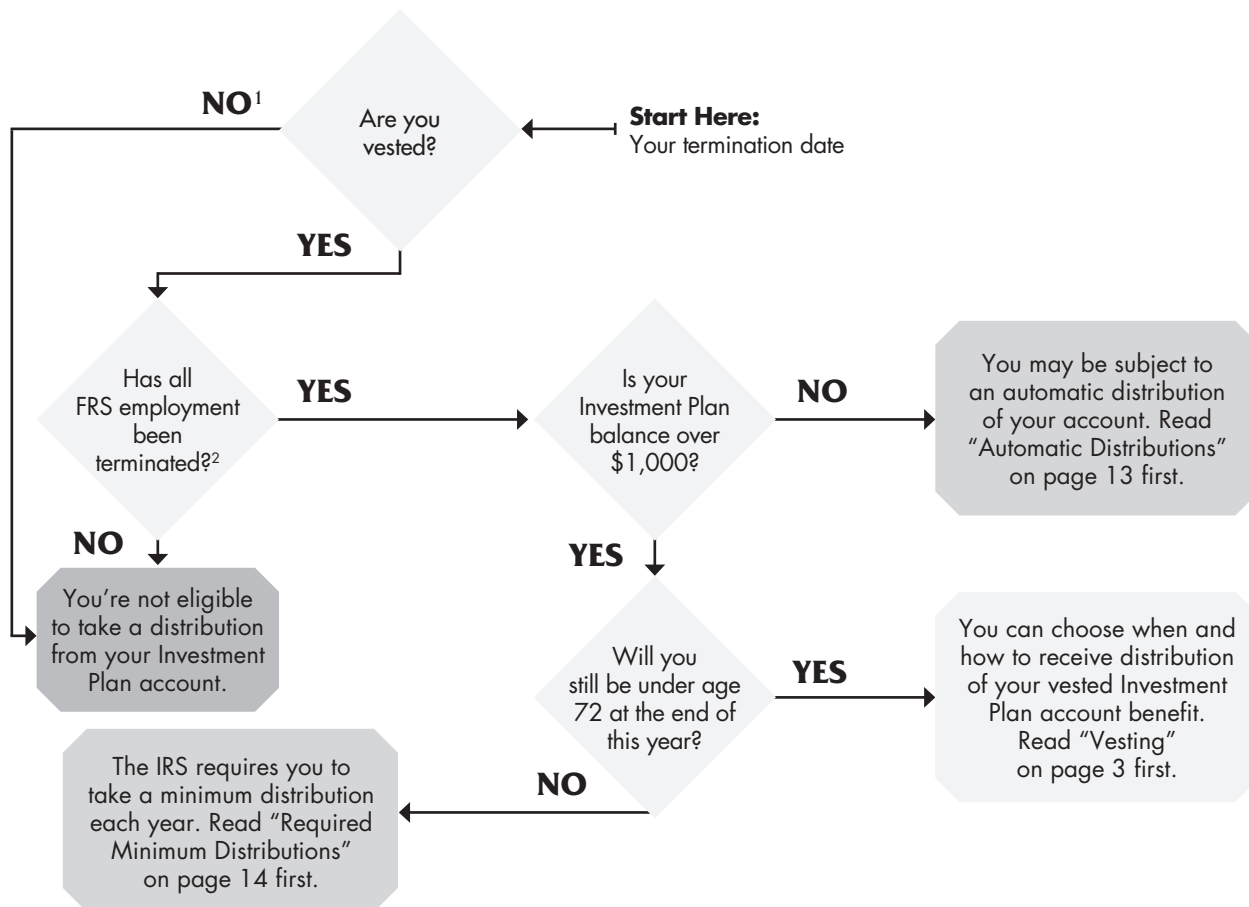 Start Here:
Your termination date
Are you
vested?
NO¹
YES
Has all
FRS employment
been
terminated?²
YES
NO
Is your
Investment Plan
balance over
$1,000?
NO
You may be subject to
an automatic distribution
of your account. Read
“Automatic Distributions”
on page 13 first.
YES
You’re not eligible
to take a distribution
from your Investment
Plan account.
Will you
still be under age
72 at the end of
this year?
YES
You can choose when and
how to receive distribution
of your vested Investment
Plan account benefit.
Read “Vesting”
on page 3 first.
NO
The IRS requires you to
take a minimum distribution
each year. Read “Required
Minimum Distributions”
on page 14 first.